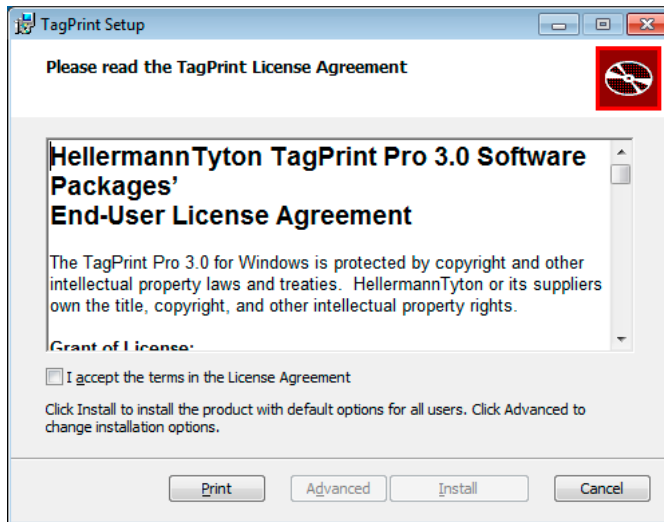 TagPrint Setup
Please read the TagPrint License Agreement
HellermannTyton TagPrint Pro 3.0 Software
Packages’
End-User License Agreement
The TagPrint Pro 3.0 for Windows is protected by copyright and other
intellectual property laws and treaties.  HellermannTyton or its suppliers
own the title, copyright, and other intellectual property rights.
Grant of License:
I accept the terms in the License Agreement
Click Install to install the product with default options for all users. Click Advanced to
change installation options.
Print Advanced Install Cancel